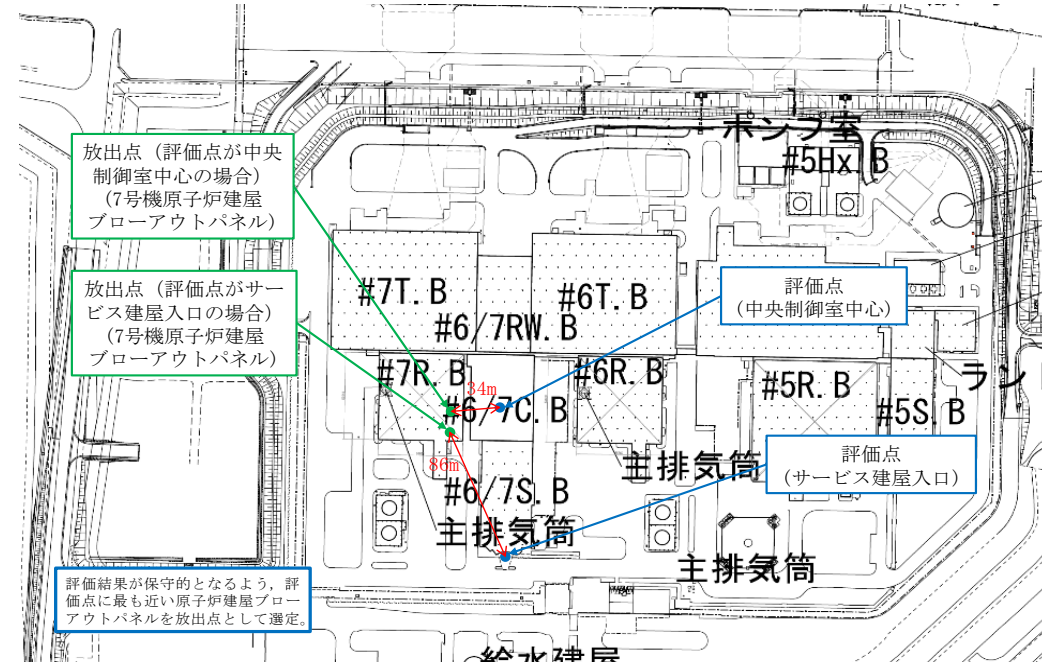 ポンプ室
#5Hx.B
放出点（評価点が中央
制御室中心の場合）
(7号機原子炉建屋
ブローアウトパネル)
放出点（評価点がサー
ビス建屋入口の場合）
(7号機原子炉建屋
ブローアウトパネル)
評価点
(中央制御室中心)
#7T.B
#6T.B
#6/7RW.B
#7R.B
#6R.B
#5R.B
ラン
34m
#6/7C.B
#5S.B
86m
主排気筒
評価点
(サービス建屋入口)
#6/7S.B
主排気筒
主排気筒
評価結果が保守的となるよう，評
価点に最も近い原子炉建屋ブロー
アウトパネルを放出点として選定。
給水建屋